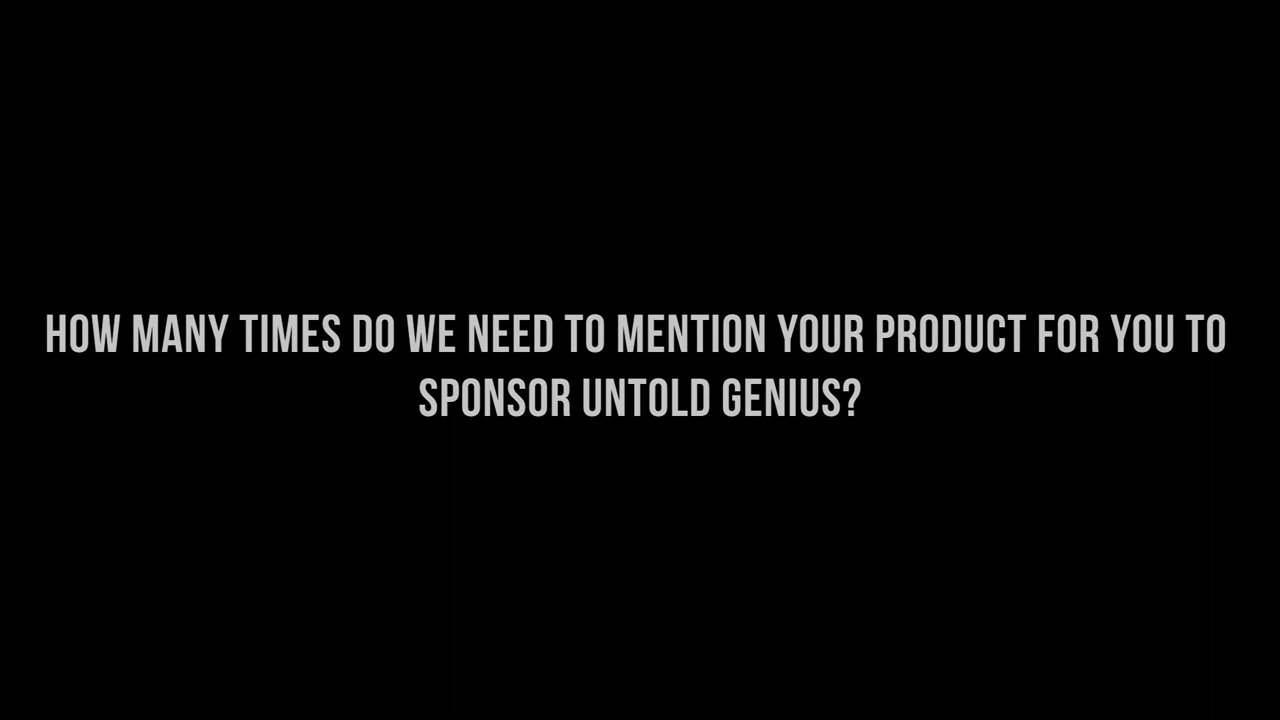 HOW MANY TIMES DO WE NEED TO MENTION YOUR PRODUCT FOR YOU TO
SPONSOR UNTOLD GENIUS?